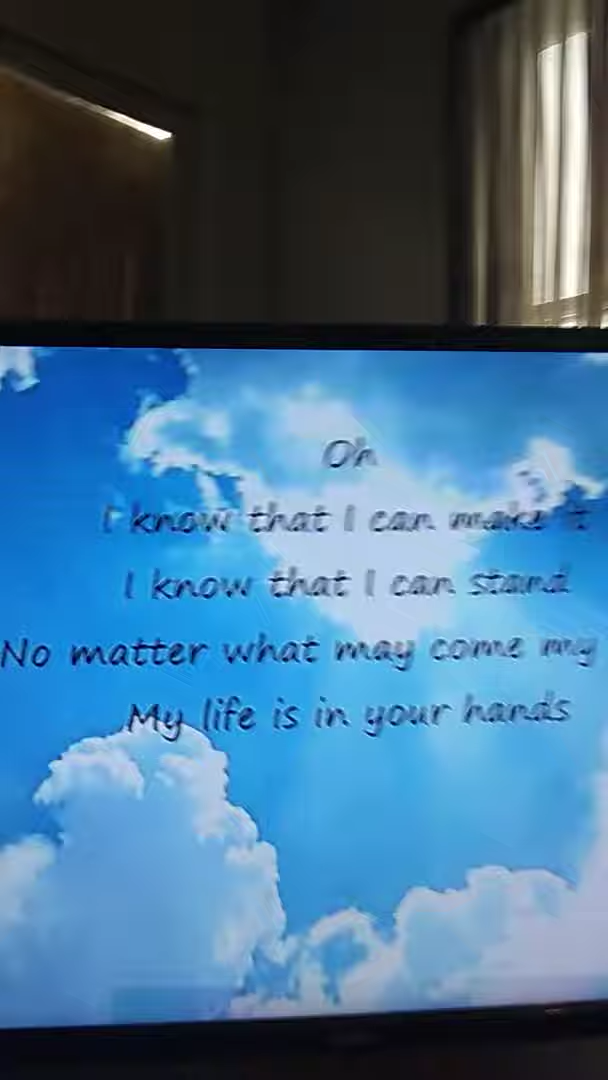 Oh
I know that I can make it
I know that I can stand
No matter what may come my
My life is in your hands